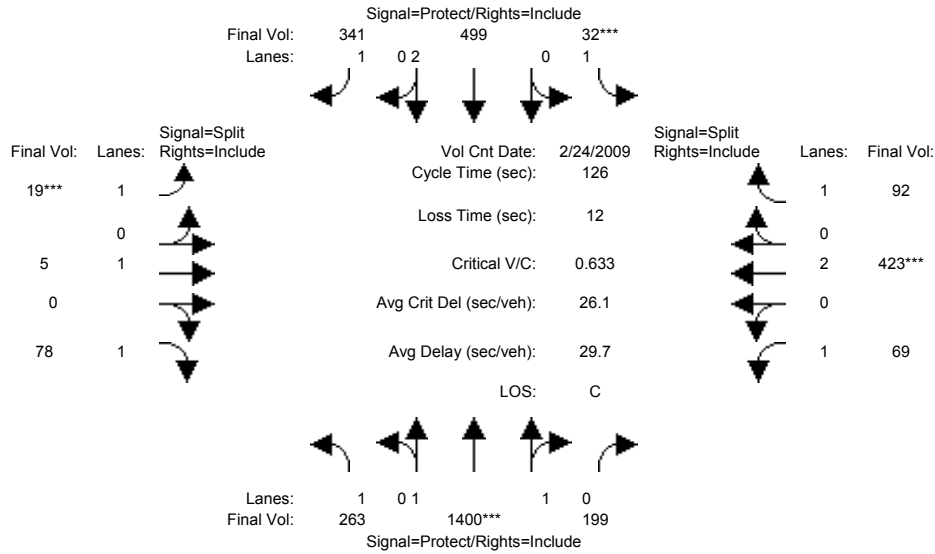 Signal=Protect/Rights=Include
Final Vol: 341 499 32***
Lanes: 1 0 2 0 1
Signal=Split Signal=Split
Final Vol: Lanes: Rights=Include Vol Cnt Date: 2/24/2009 Rights=Include Lanes: Final Vol:
Cycle Time (sec): 126
19*** 1 1 92
Loss Time (sec): 12
0 0
5 1 Critical V/C: 0.633 2 423***
0 0 Avg Crit Del (sec/veh): 26.1 0
78 1 Avg Delay (sec/veh): 29.7 1 69
LOS: C
Lanes: 1 0 1 1 0
Final Vol: 263 1400*** 199
Signal=Protect/Rights=Include